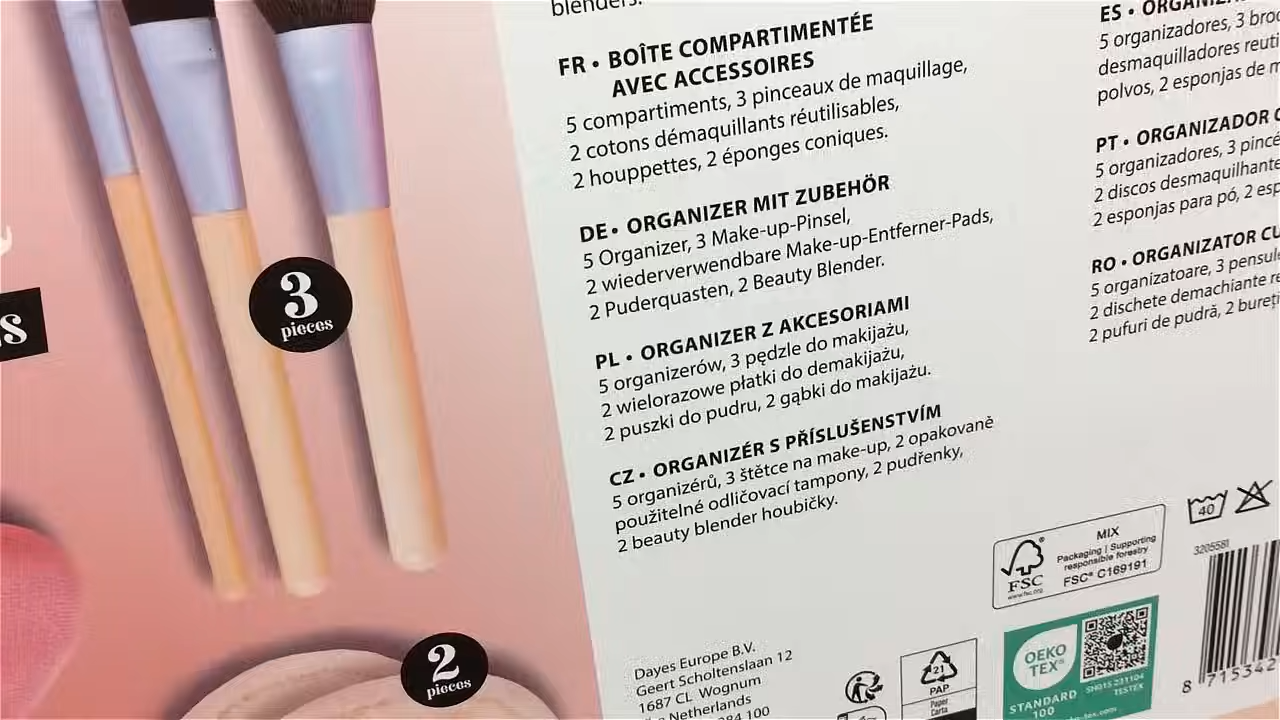 blenders.
FR • BOÎTE COMPARTIMENTÉE
AVEC ACCESSOIRES
5 compartiments, 3 pinceaux de maquillage,
2 cotons démaquillants réutilisables,
2 houppettes, 2 éponges coniques.
DE • ORGANIZER MIT ZUBEHÖR
5 Organizer, 3 Make-up-Pinsel,
2 wiederverwendbare Make-up-Entferner-Pads,
2 Puderquasten, 2 Beauty Blender.
PL • ORGANIZER Z AKCESORIAMI
5 organizerów, 3 pędzle do makijażu,
2 wielorazowe płatki do demakijażu,
2 puszki do pudru, 2 gąbki do makijażu.
CZ • ORGANIZÉR S PŘÍSLUŠENSTVÍM
5 organizérů, 3 štětce na make-up, 2 opakovaně
použitelné odličovací tampony, 2 pudřenky,
2 beauty blender houbičky.
ES •
5 organizadores, 3
desmaquilladores
polvos, 2 esponjas de
PT • ORGANIZADOR
5 organizadores, 3
2 discos desmaquilhante
2 esponjas para pó, 2
RO • ORGANIZATOR CU
5 organizatoare, 3
2 dischete demachiante
2 pufuri de pudră, 2
3
pieces
2
pieces
Dayes Europe B.V.
Geert Scholtenslaan 12
1687 CL Wognum
Netherlands
MIX
Packaging | Supporting
responsible forestry
FSC® C169191
FSC
www.fsc.org
40
3205581
21
PAP
Paper
Carta
OEKO
TEX®
STANDARD
100
SH015 231104
TESTEX
8 715342